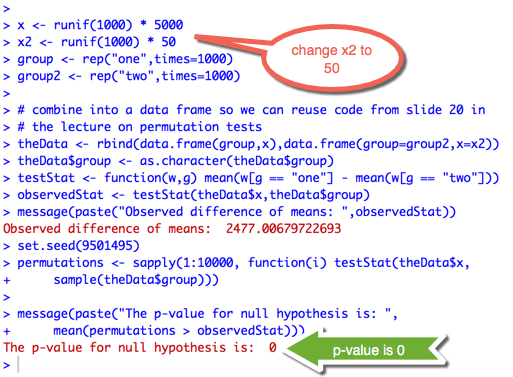 >
> x <- runif(1000) * 5000
> x2 <- runif(1000) * 50
change x2 to
50
> group <- rep("one",times=1000)
> group2 <- rep("two",times=1000)
>
> # combine into a data frame so we can reuse code from slide 20 in
> # the lecture on permutation tests
> theData <- rbind(data.frame(group,x),data.frame(group=group2,x=x2))
> theData$group <- as.character(theData$group)
> testStat <- function(w,g) mean(w[g == "one"] - mean(w[g == "two"]))
> observedStat <- testStat(theData$x,theData$group)
> message(paste("Observed difference of means: ",observedStat))
Observed difference of means:  2477.00679722693
> set.seed(9501495)
> permutations <- sapply(1:10000, function(i) testStat(theData$x,
+      sample(theData$group)))
>
> message(paste("The p-value for null hypothesis is: ",
+      mean(permutations > observedStat)))
The p-value for null hypothesis is:  0
p-value is 0
>